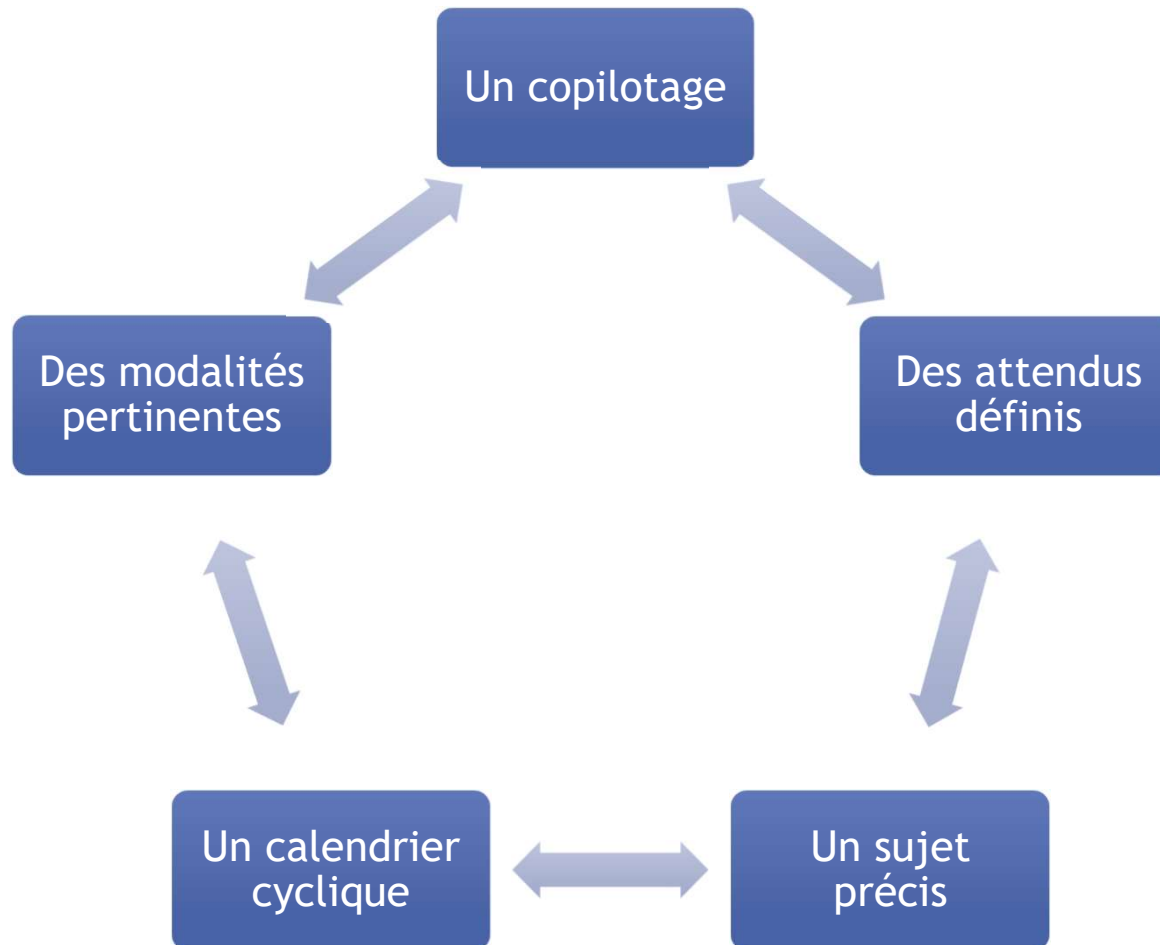 Un copilotage
Des modalités
pertinentes
Des attendus
définis
Un calendrier
cyclique
Un sujet
précis